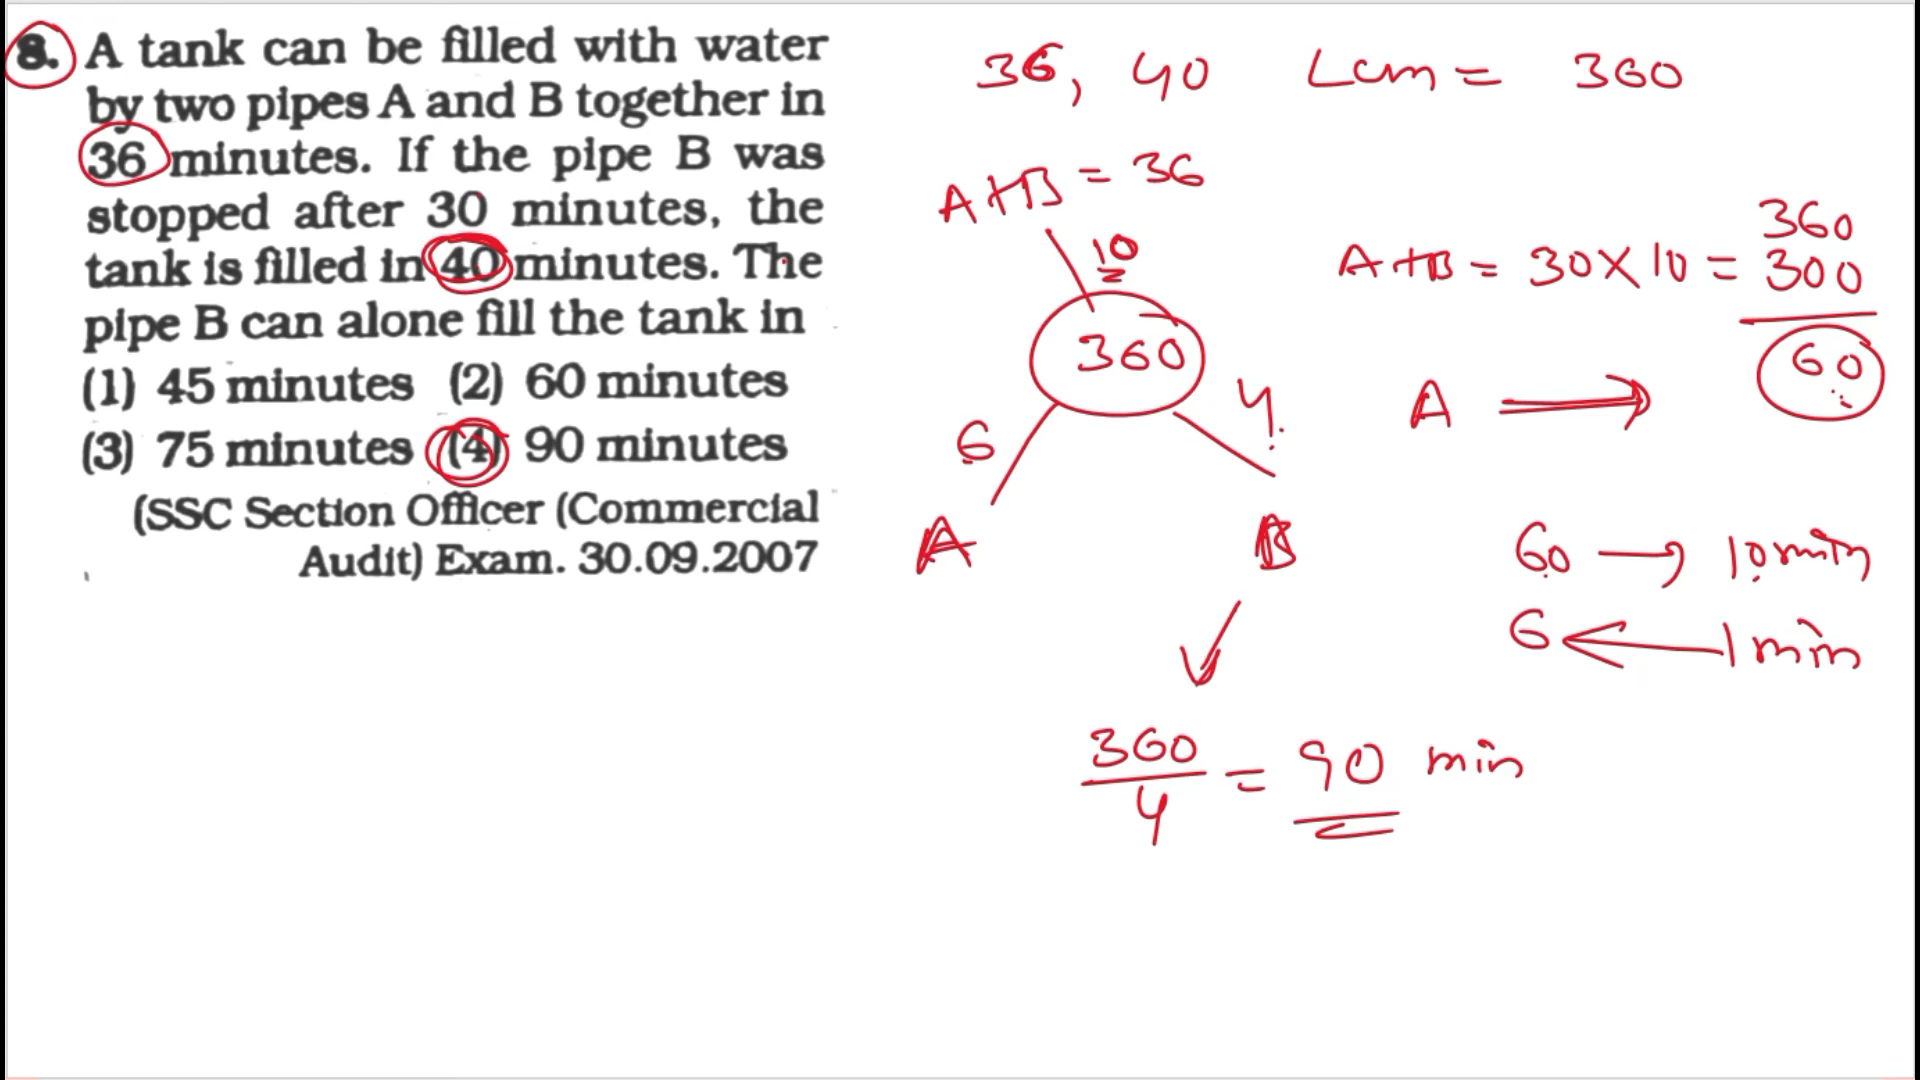 8. A tank can be filled with water
by two pipes A and B together in
36 minutes. If the pipe B was
stopped after 30 minutes, the
tank is filled in 40 minutes. The
pipe B can alone fill the tank in
(1) 45 minutes (2) 60 minutes
(3) 75 minutes (4) 90 minutes
(SSC Section Officer (Commercial
Audit) Exam. 30.09.2007
36, 40 Lcm = 360
A+B = 36
10
360
6
4
A
B
360
A+B = 30×10 = 300
60
A
60 → 10 min
6 ← 1 min
360/4 = 90 min